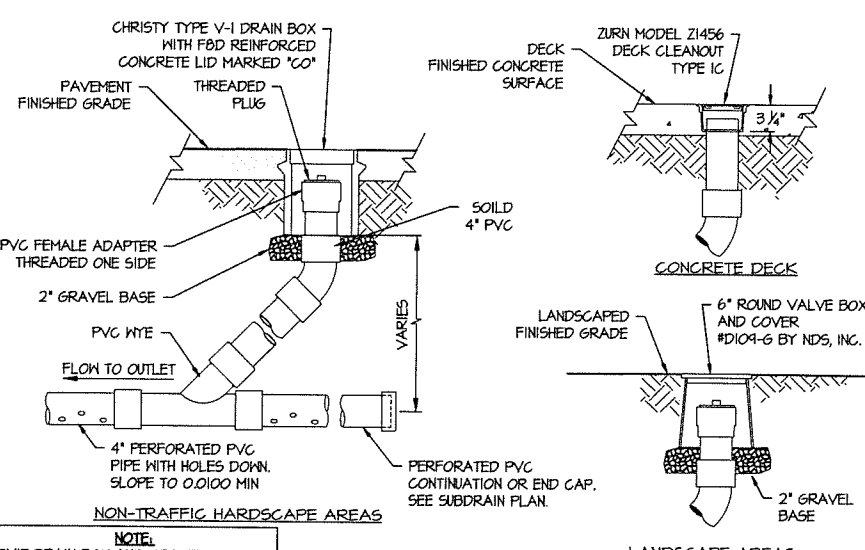 CHRISTY TYPE V-1 DRAIN BOX
WITH F8D REINFORCED
CONCRETE LID MARKED "CO"
PAVEMENT
FINISHED GRADE
THREADED
PLUG
PVC FEMALE ADAPTER
THREADED ONE SIDE
SOILD
4" PVC
2" GRAVEL BASE
PVC WYE
VARIES
FLOW TO OUTLET
4" PERFORATED PVC
PIPE WITH HOLES DOWN.
SLOPE TO 0.0100 MIN
PERFORATED PVC
CONTINUATION OR END CAP.
SEE SUBDRAIN PLAN.
NON-TRAFFIC HARDSCAPE AREAS
NOTE:
ZURN MODEL Z1456
DECK CLEANOUT
TYPE 1C
DECK
FINISHED CONCRETE
SURFACE
3 1/4"
CONCRETE DECK
LANDSCAPED
FINISHED GRADE
6" ROUND VALVE BOX
AND COVER
#D109-G BY NDS, INC.
2" GRAVEL
BASE
LANDSCAPE AREAS